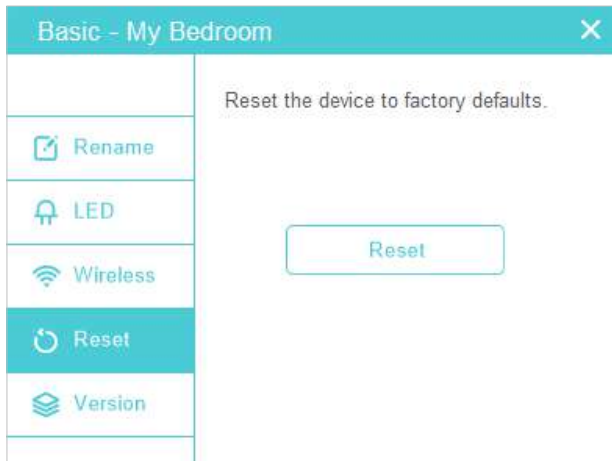 Basic - My Bedroom
Reset the device to factory defaults.
Rename
LED
Wireless
Reset
Reset
Version